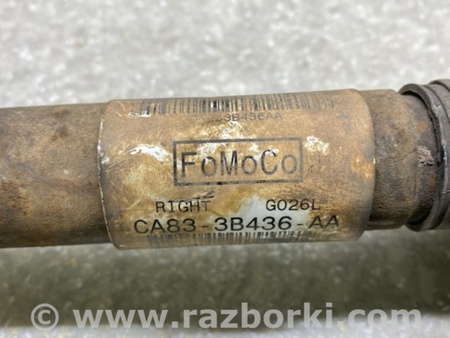 3B436AA
FoMoCo
RIGHT G026L
CA83-3B436-AA
© www.razborki.com